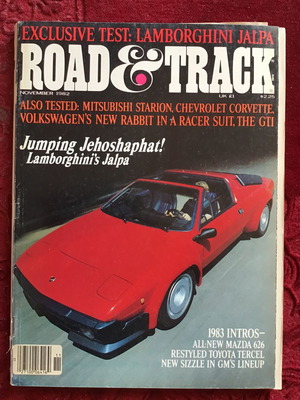 EXCLUSIVE TEST: LAMBORGHINI JALPA
ROAD & TRACK
NOVEMBER 1982 UK £1 $2.25
ALSO TESTED: MITSUBISHI STARION, CHEVROLET CORVETTE,
VOLKSWAGEN'S NEW RABBIT IN A RACER SUIT, THE GTI
Jumping Jehoshaphat!
Lamborghini's Jalpa
1983 INTROS—
ALL-NEW MAZDA 626
RESTYLED TOYOTA TERCEL
NEW SIZZLE IN GM'S LINEUP